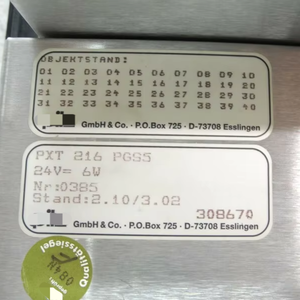 OBJEKTSTAND:
01 02 03 04 05 06 07 08 09 10
11 12 13 14 15 16 17 18 19 20
21 22 23 24 25 26 27 28 29 30
31 32 33 34 35 36 37 38 39 40
GmbH & Co. · P.O.Box 725 · D-73708 Esslingen
PXT 216 PGS5
24V= 6W
Nr:0385
Stand:2.10/3.02
308670
GmbH & Co. · P.O.Box 725 · D-73708 Esslingen
Qualitätssiegel